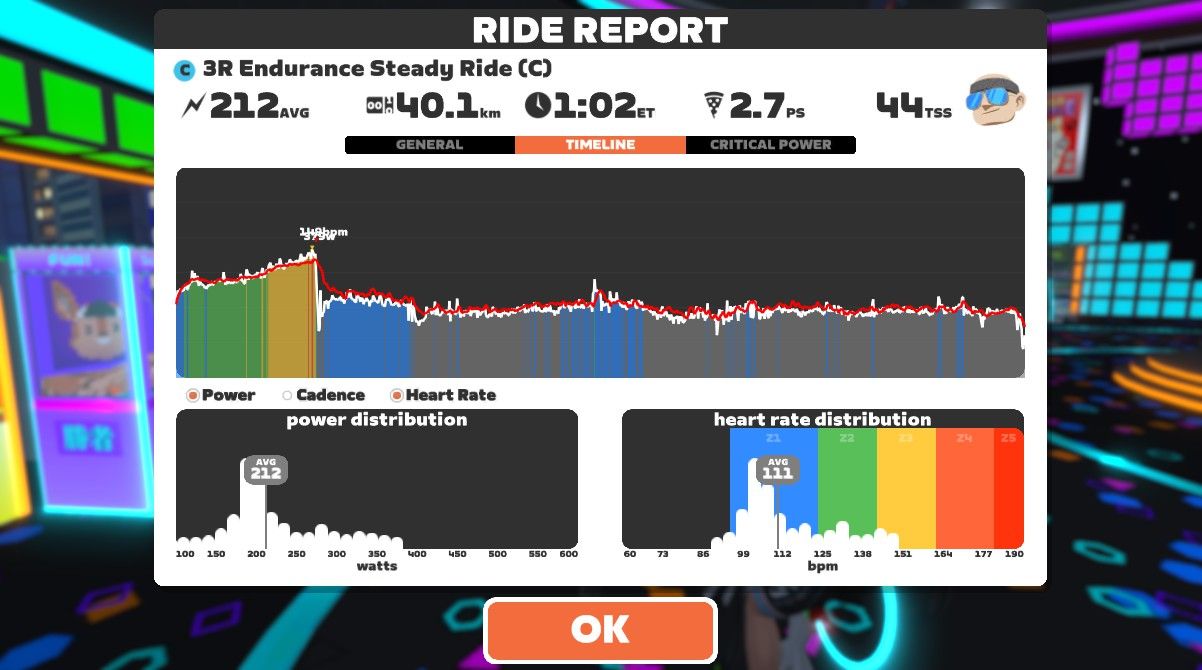 RIDE REPORT
C 3R Endurance Steady Ride (C)
212AVG 40.1km 1:02ET 2.7PS 44TSS
GENERAL TIMELINE CRITICAL POWER
Power Cadence Heart Rate
power distribution
AVG
212
100 150 200 250 300 350 400 450 500 550 600
watts
heart rate distribution
Z1 Z2 Z3 Z4 Z5
AVG
111
60 73 86 99 112 125 138 151 164 177 190
bpm
OK